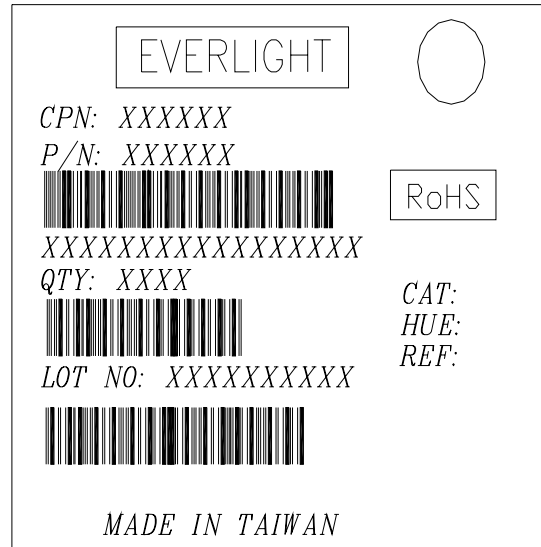 EVERLIGHT
CPN: XXXXXX
P/N: XXXXXX
RoHS
XXXXXXXXXXXXXXXXX
QTY: XXXX
CAT:
HUE:
REF:
LOT NO: XXXXXXXXXX
MADE IN TAIWAN